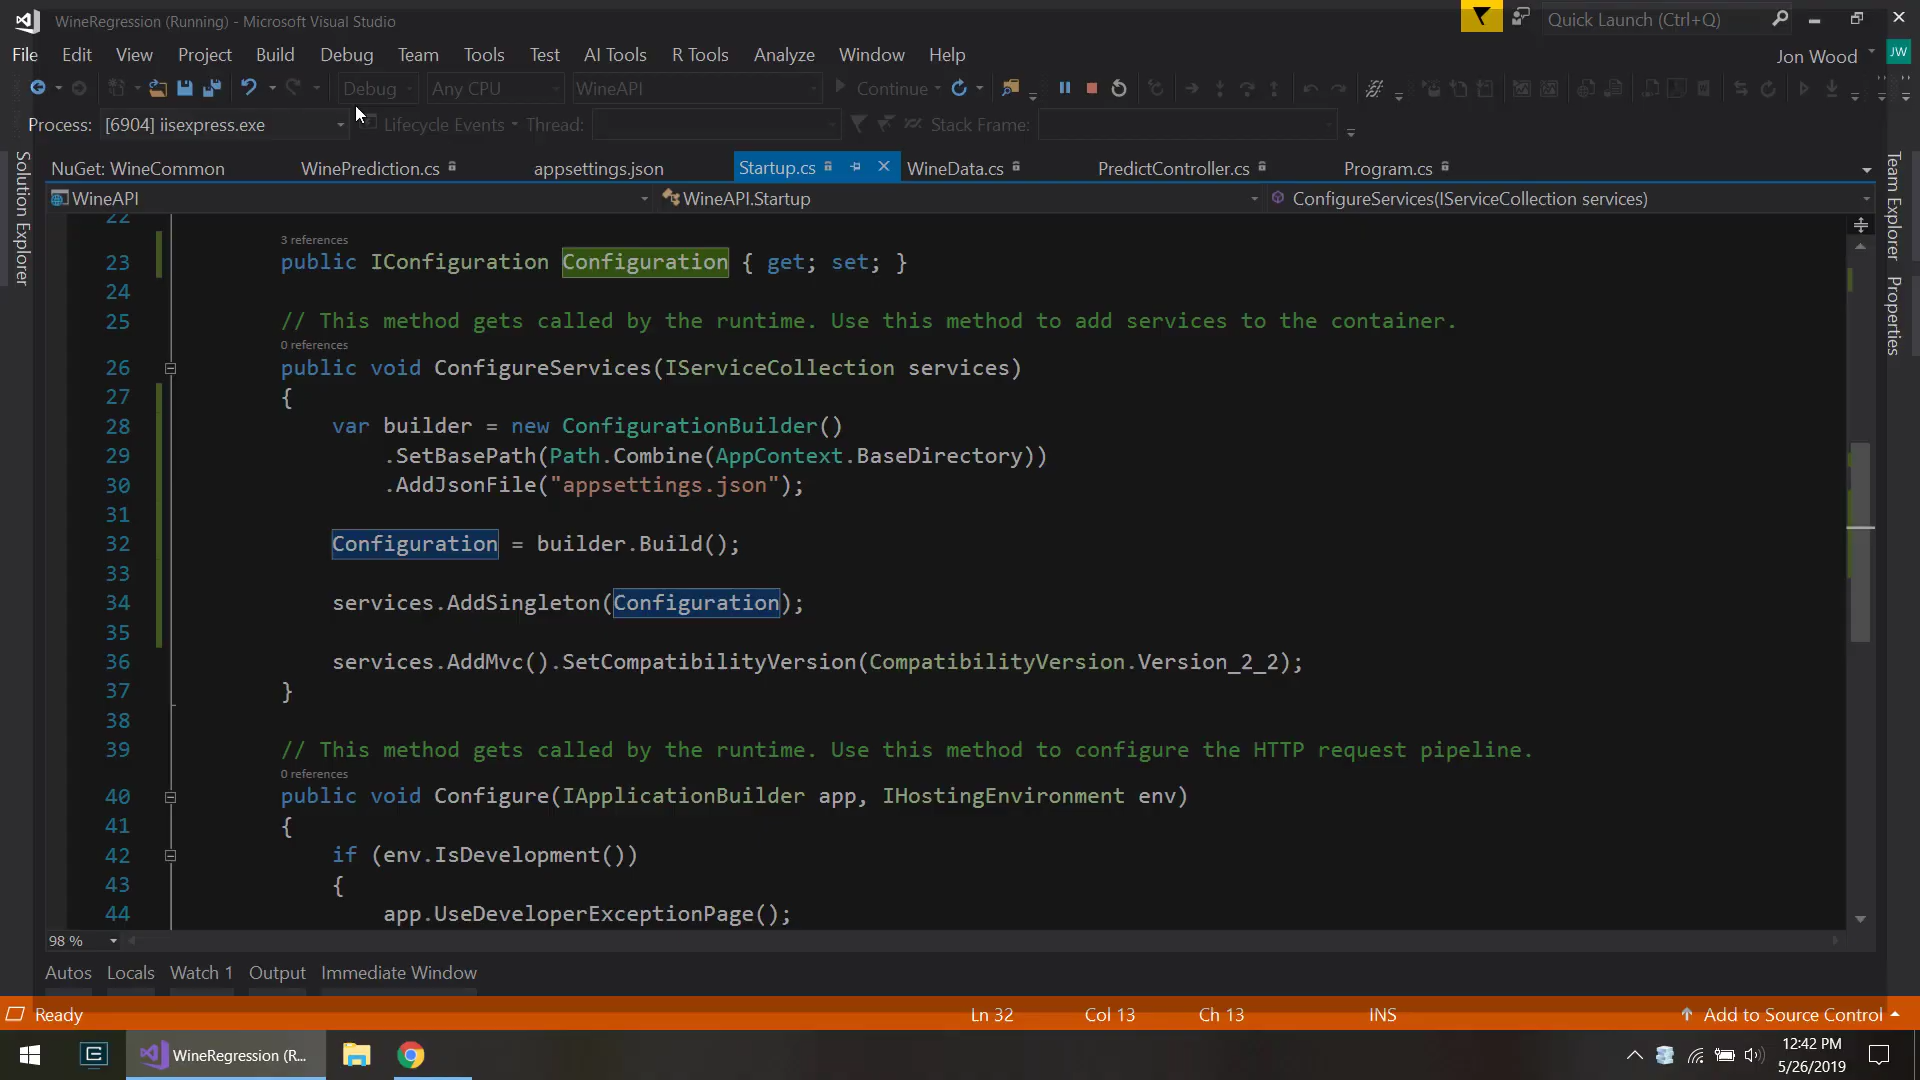 WineRegression (Running) - Microsoft Visual Studio
Quick Launch (Ctrl+Q)
File Edit View Project Build Debug Team Tools Test AI Tools R Tools Analyze Window Help
Jon Wood JW
Debug Any CPU WineAPI Continue
Process: [6904] iisexpress.exe Lifecycle Events Thread: Stack Frame:
NuGet: WineCommon WinePrediction.cs appsettings.json Startup.cs WineData.cs PredictController.cs Program.cs
WineAPI WineAPI.Startup ConfigureServices(IServiceCollection services)
Solution Explorer
Team Explorer
Properties
22
3 references
23 public IConfiguration Configuration { get; set; }
24
25 // This method gets called by the runtime. Use this method to add services to the container.
0 references
26 public void ConfigureServices(IServiceCollection services)
27 {
28 var builder = new ConfigurationBuilder()
29 .SetBasePath(Path.Combine(AppContext.BaseDirectory))
30 .AddJsonFile("appsettings.json");
31
32 Configuration = builder.Build();
33
34 services.AddSingleton(Configuration);
35
36 services.AddMvc().SetCompatibilityVersion(CompatibilityVersion.Version_2_2);
37 }
38
39 // This method gets called by the runtime. Use this method to configure the HTTP request pipeline.
0 references
40 public void Configure(IApplicationBuilder app, IHostingEnvironment env)
41 {
42 if (env.IsDevelopment())
43 {
44 app.UseDeveloperExceptionPage();
98 %
Autos Locals Watch 1 Output Immediate Window
Ready Ln 32 Col 13 Ch 13 INS Add to Source Control
WineRegression (R...
12:42 PM
5/26/2019